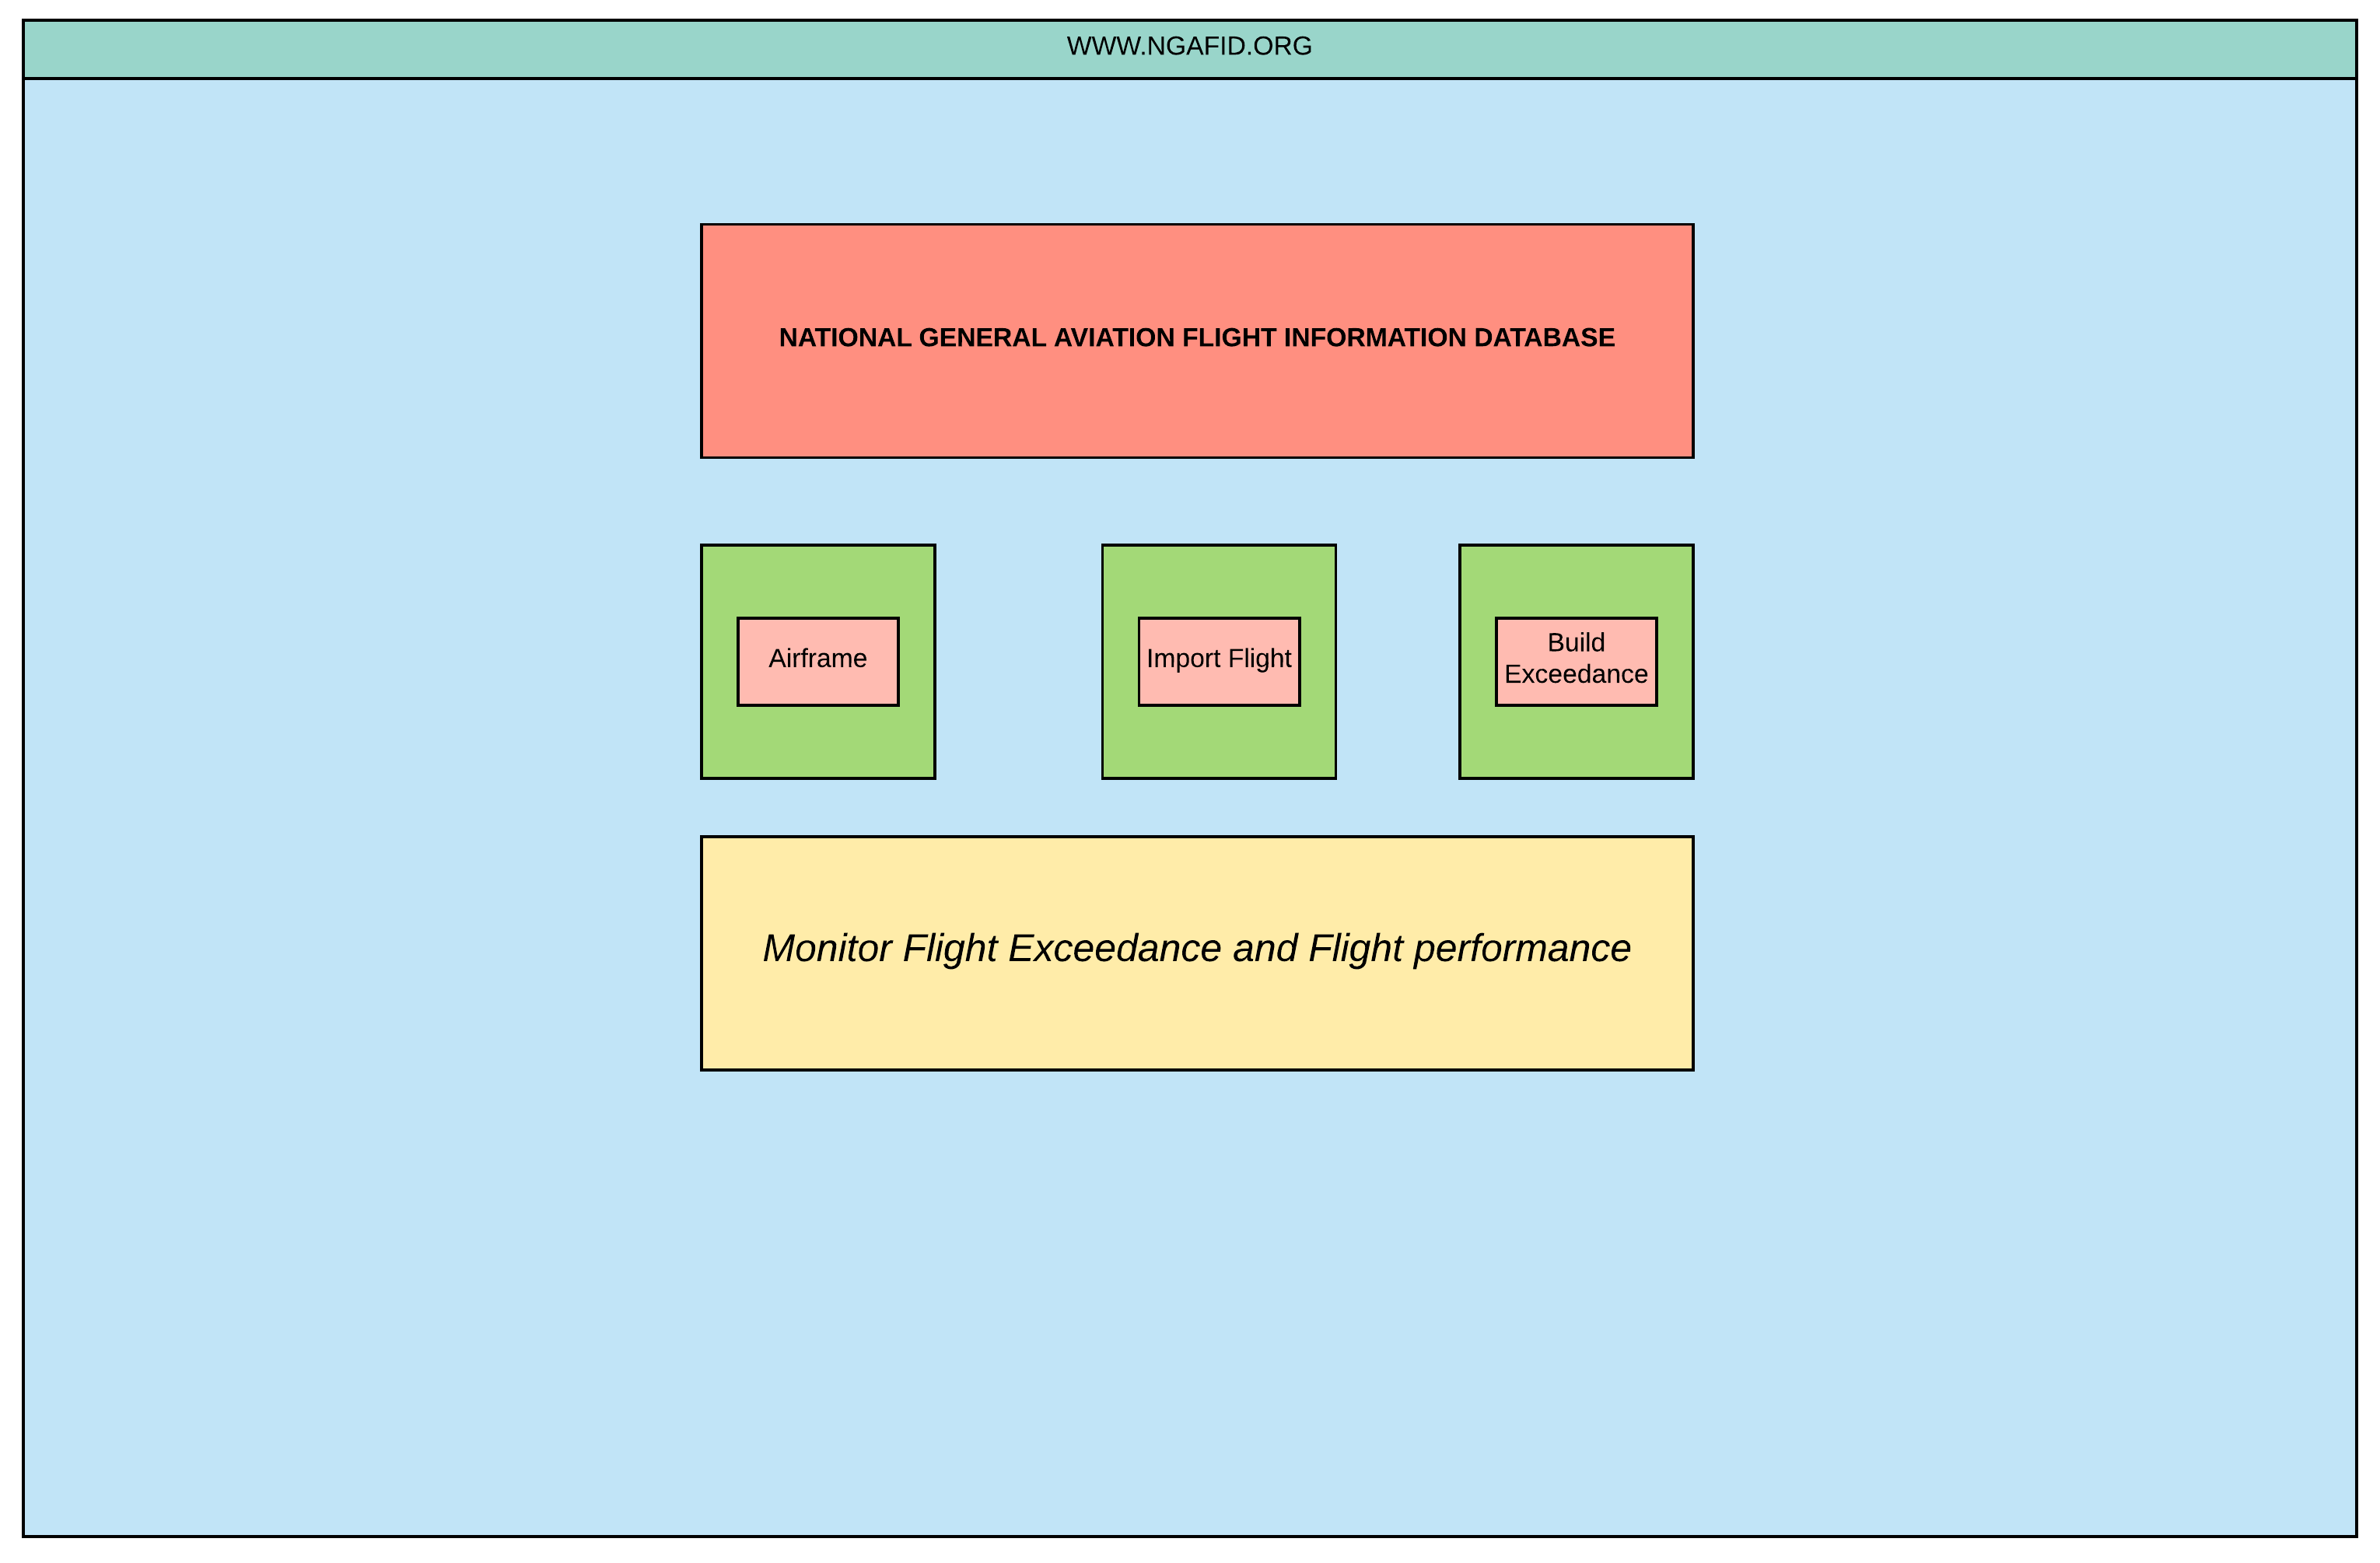 WWW.NGAFID.ORG
NATIONAL GENERAL AVIATION FLIGHT INFORMATION DATABASE
Airframe
Import Flight
Build
Exceedance
Monitor Flight Exceedance and Flight performance